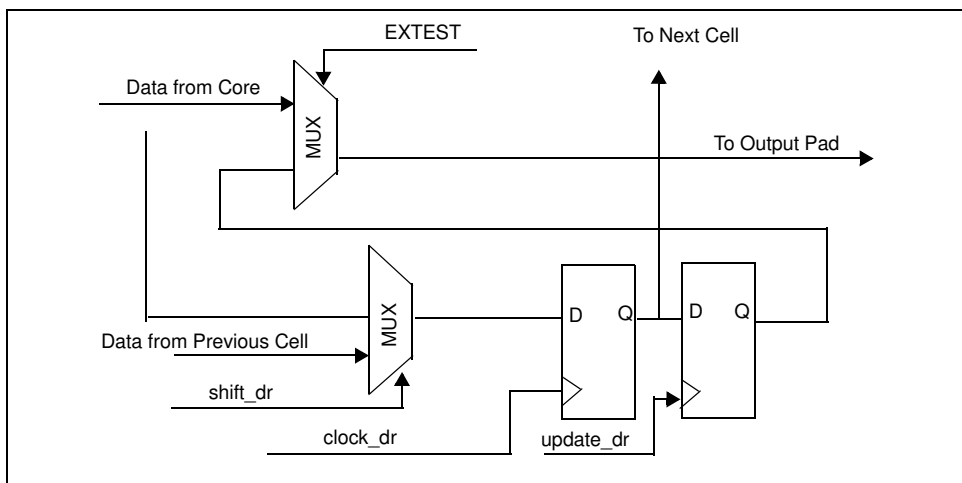 EXTEST
To Next Cell
Data from Core
MUX
To Output Pad
MUX
D Q
D Q
Data from Previous Cell
shift_dr
clock_dr
update_dr